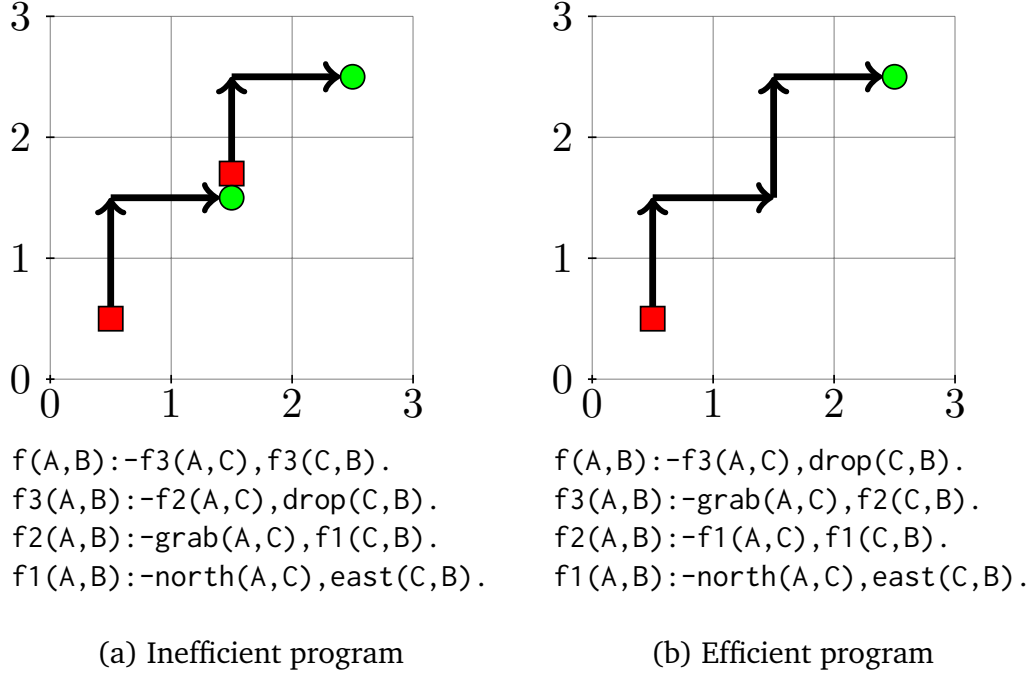 3
2
1
0
0 1 2 3
f(A,B):-f3(A,C),f3(C,B).
f3(A,B):-f2(A,C),drop(C,B).
f2(A,B):-grab(A,C),f1(C,B).
f1(A,B):-north(A,C),east(C,B).
(a) Inefficient program
3
2
1
0
0 1 2 3
f(A,B):-f3(A,C),drop(C,B).
f3(A,B):-grab(A,C),f2(C,B).
f2(A,B):-f1(A,C),f1(C,B).
f1(A,B):-north(A,C),east(C,B).
(b) Efficient program